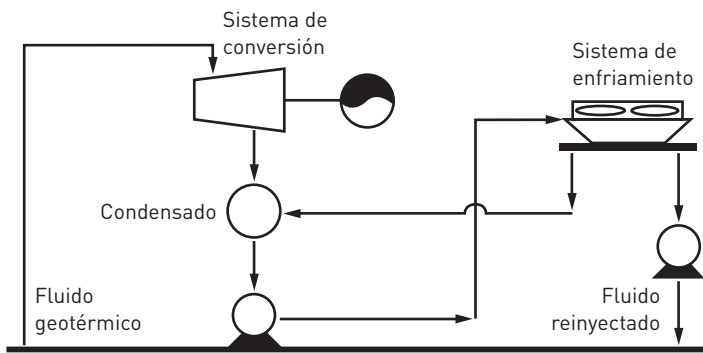 Sistema de
conversión
Sistema de
enfriamiento
Condensado
Fluido
geotérmico
Fluido
reinyectado